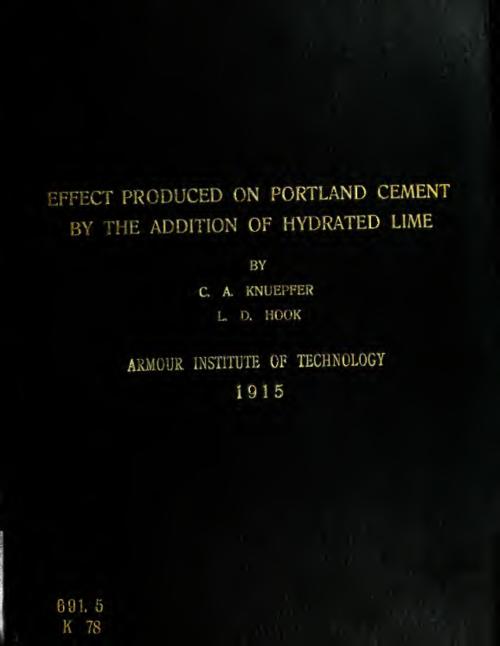 EFFECT PRODUCED ON PORTLAND CEMENT
BY THE ADDITION OF HYDRATED LIME
BY
C. A. KNUEPFER
L. D. HOOK
ARMOUR INSTITUTE OF TECHNOLOGY
1915
691.5
K 78